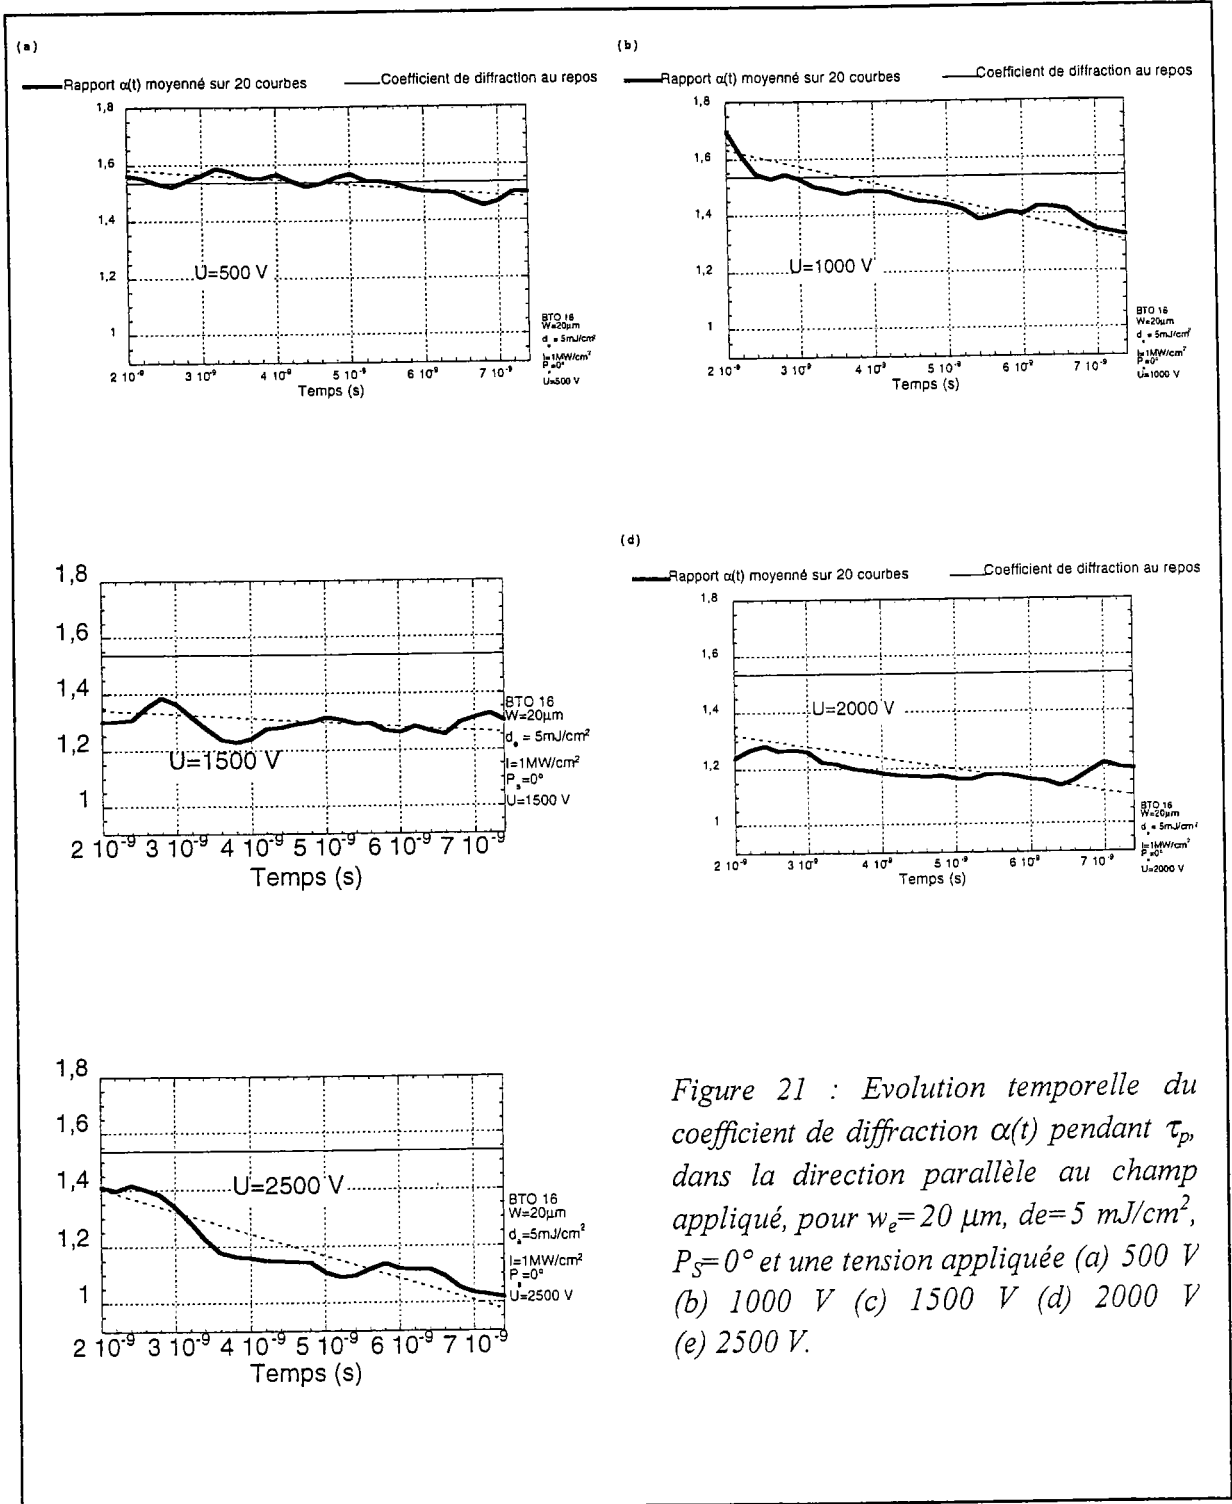 (a)
Rapport α(t) moyenné sur 20 courbes
Coefficient de diffraction au repos
1,8
1,6
1,4
1,2
1
U=500 V
2 10⁻⁹ 3 10⁻⁹ 4 10⁻⁹ 5 10⁻⁹ 6 10⁻⁹ 7 10⁻⁹
Temps (s)
BTO 16
W=20µm
d_e = 5mJ/cm²
I=1MW/cm²
P_s=0°
U=500 V
(b)
Rapport α(t) moyenné sur 20 courbes
Coefficient de diffraction au repos
1,8
1,6
1,4
1,2
1
U=1000 V
2 10⁻⁹ 3 10⁻⁹ 4 10⁻⁹ 5 10⁻⁹ 6 10⁻⁹ 7 10⁻⁹
Temps (s)
BTO 16
W=20µm
d_e = 5mJ/cm²
I=1MW/cm²
P_s=0°
U=1000 V
1,8
1,6
1,4
1,2
1
U=1500 V
2 10⁻⁹ 3 10⁻⁹ 4 10⁻⁹ 5 10⁻⁹ 6 10⁻⁹ 7 10⁻⁹
Temps (s)
BTO 16
W=20µm
d_e = 5mJ/cm²
I=1MW/cm²
P_s=0°
U=1500 V
(d)
Rapport α(t) moyenné sur 20 courbes
Coefficient de diffraction au repos
1,8
1,6
1,4
1,2
1
U=2000 V
2 10⁻⁹ 3 10⁻⁹ 4 10⁻⁹ 5 10⁻⁹ 6 10⁻⁹ 7 10⁻⁹
Temps (s)
BTO 16
W=20µm
d_e = 5mJ/cm²
I=1MW/cm²
P_s=0°
U=2000 V
1,8
1,6
1,4
1,2
1
U=2500 V
2 10⁻⁹ 3 10⁻⁹ 4 10⁻⁹ 5 10⁻⁹ 6 10⁻⁹ 7 10⁻⁹
Temps (s)
BTO 16
W=20µm
d_e=5mJ/cm²
I=1MW/cm²
P_s=0°
U=2500 V
Figure 21 : Evolution temporelle du
coefficient de diffraction α(t) pendant τₚ,
dans la direction parallèle au champ
appliqué, pour wₑ=20 µm, de=5 mJ/cm²,
P_S=0° et une tension appliquée (a) 500 V
(b) 1000 V (c) 1500 V (d) 2000 V
(e) 2500 V.